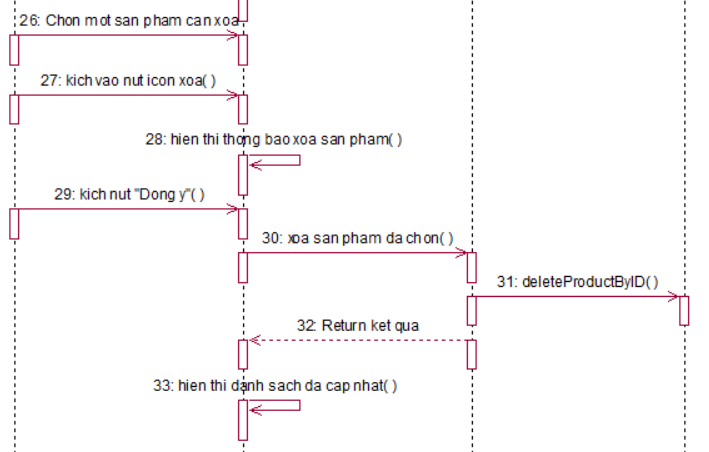 26: Chon mot san pham can xoa
27: kich vao nut icon xoa( )
28: hien thi thong bao xoa san pham( )
29: kich nut "Dong y"( )
30: xoa san pham da chon( )
31: deleteProductByID( )
32: Return ket qua
33: hien thi danh sach da cap nhat( )